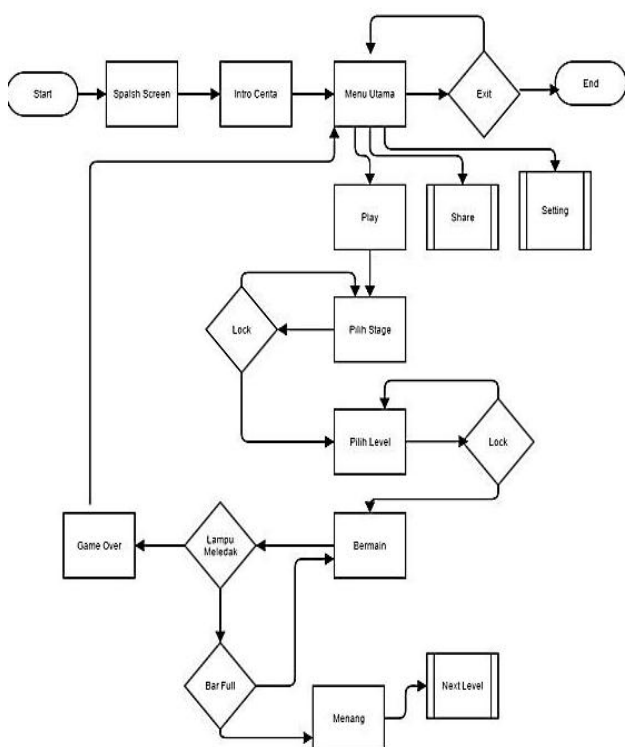 Start
Spalsh Screen
Intro Cerita
Menu Utama
Exit
End
Play
Share
Setting
Lock
Pilih Stage
Pilih Level
Lock
Game Over
Lampu
Meledak
Bermain
Bar Full
Menang
Next Level